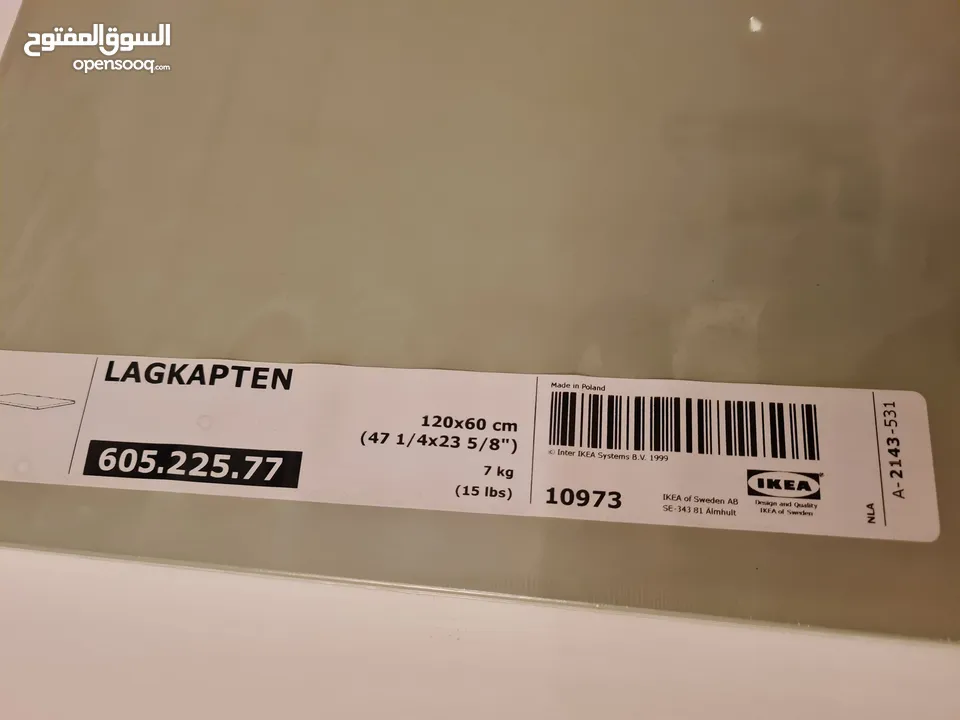 السوق المفتوح
opensooq.com
LAGKAPTEN
120x60 cm
(47 1/4x23 5/8")
605.225.77
7 kg
(15 lbs)
Made in Poland
© Inter IKEA Systems B.V. 1999
10973
IKEA of Sweden AB
SE-343 81 Älmhult
IKEA
Design and Quality
IKEA of Sweden
NLA
A-2143-531